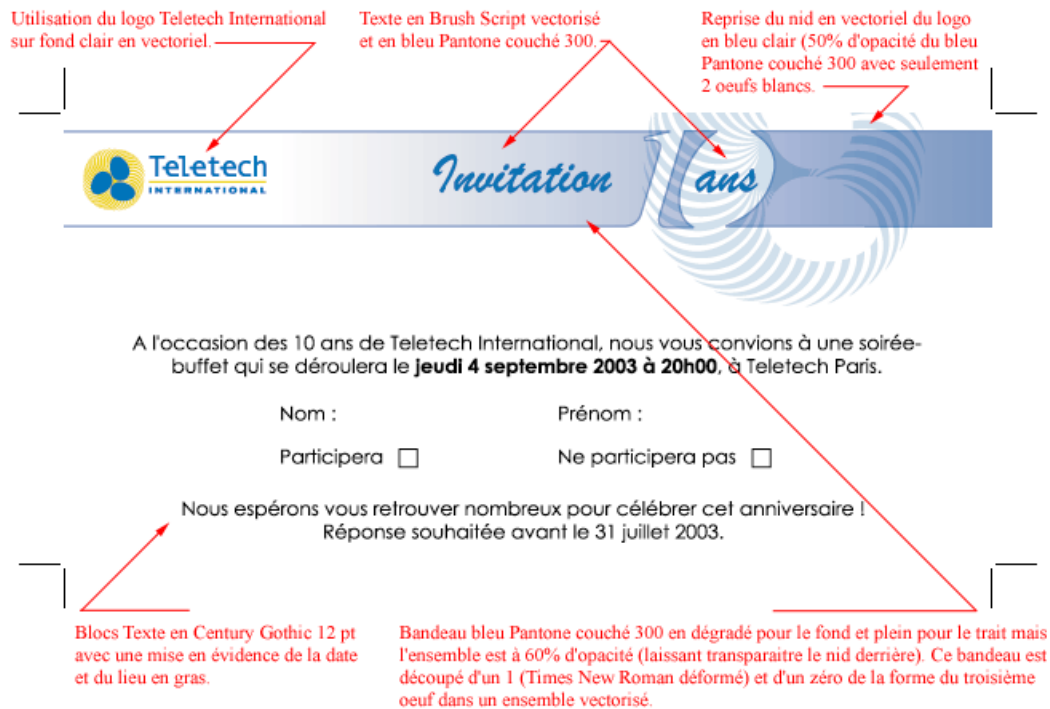 Utilisation du logo Teletech International
sur fond clair en vectoriel.
Texte en Brush Script vectorisé
et en bleu Pantone couché 300.
Reprise du nid en vectoriel du logo
en bleu clair (50% d'opacité du bleu
Pantone couché 300 avec seulement
2 oeufs blancs.
Teletech
INTERNATIONAL
Invitation
10 ans
A l'occasion des 10 ans de Teletech International, nous vous convions à une soirée-
buffet qui se déroulera le jeudi 4 septembre 2003 à 20h00, à Teletech Paris.
Nom :
Prénom :
Participera
Ne participera pas
Nous espérons vous retrouver nombreux pour célébrer cet anniversaire !
Réponse souhaitée avant le 31 juillet 2003.
Blocs Texte en Century Gothic 12 pt
avec une mise en évidence de la date
et du lieu en gras.
Bandeau bleu Pantone couché 300 en dégradé pour le fond et plein pour le trait mais
l'ensemble est à 60% d'opacité (laissant transparaitre le nid derrière). Ce bandeau est
découpé d'un 1 (Times New Roman déformé) et d'un zéro de la forme du troisième
oeuf dans un ensemble vectorisé.